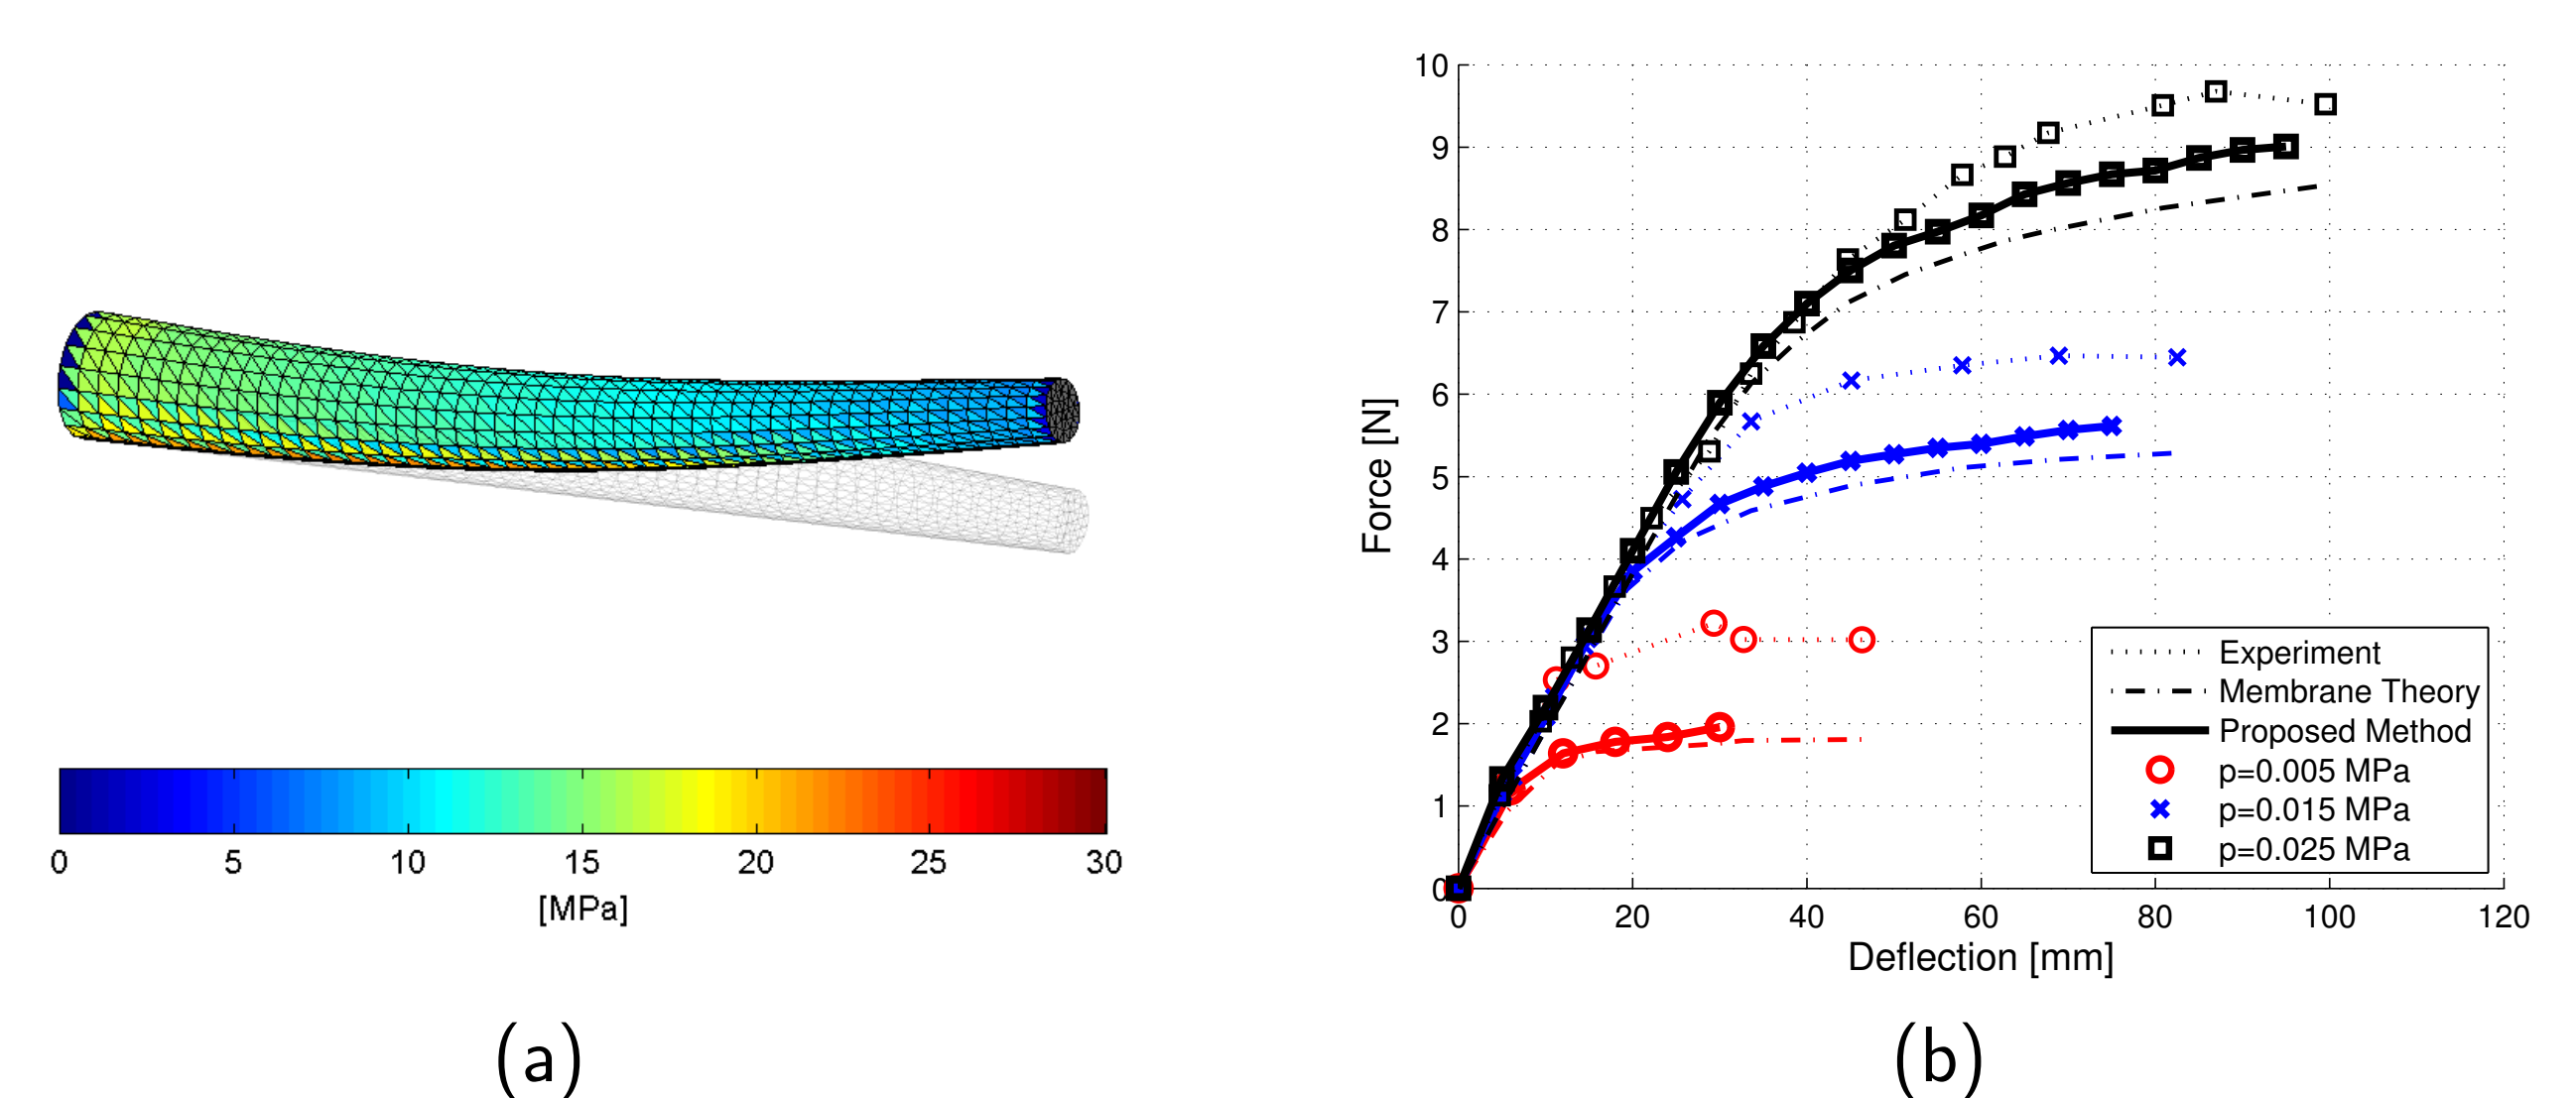 0 5 10 15 20 25 30
[MPa]
(a)
10
9
8
7
6
5
4
3
2
1
0
Force [N]
0 20 40 60 80 100 120
Deflection [mm]
Experiment
Membrane Theory
Proposed Method
p=0.005 MPa
p=0.015 MPa
p=0.025 MPa
(b)